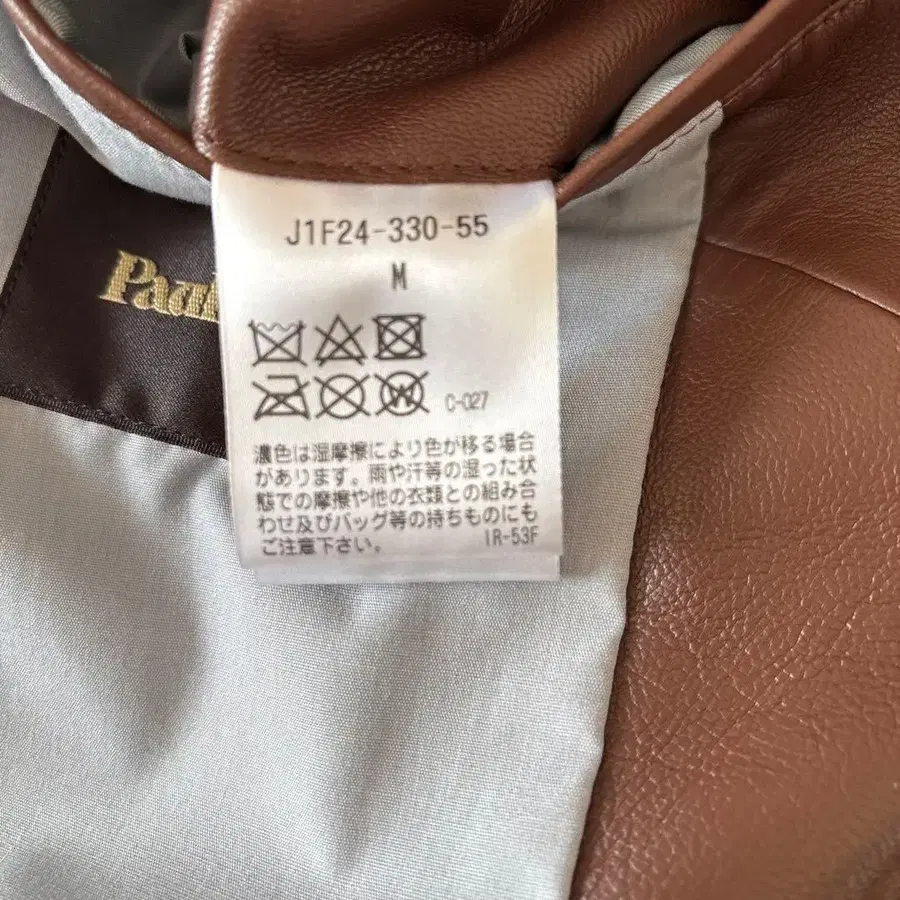 J1F24-330-55
M
Paul
C-027
濃色は湿摩擦により色が移る場合
があります。雨や汗等の湿った状
態での摩擦や他の衣類との組み合
わせ及びバッグ等の持ちものにも
ご注意下さい。 IR-53F